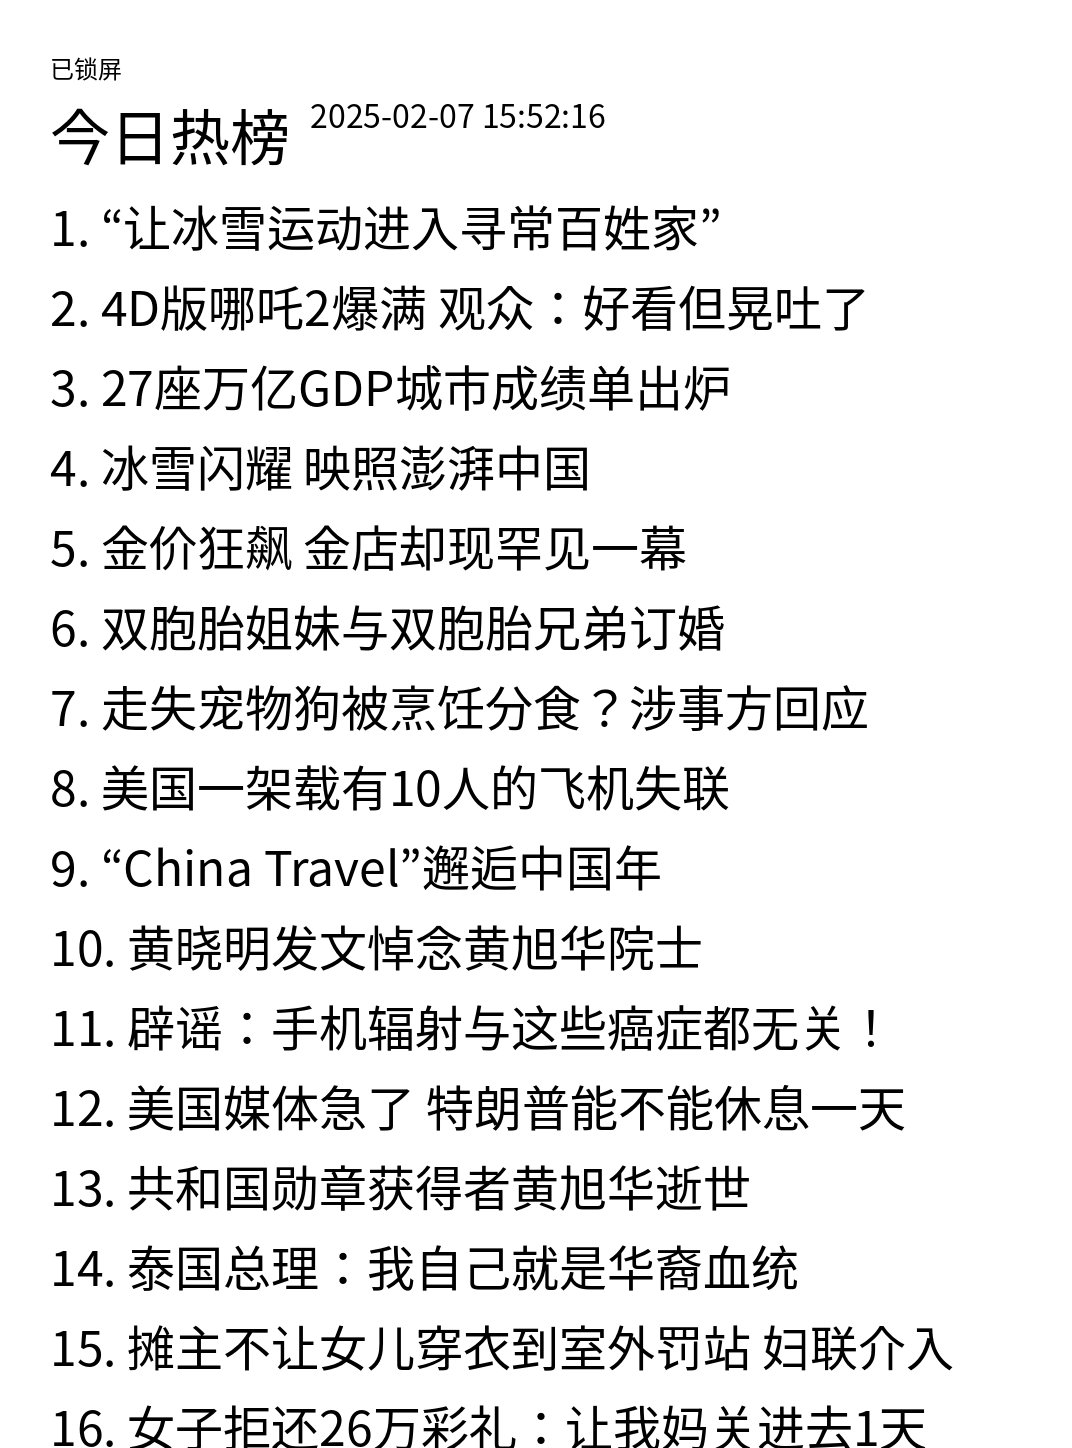 已锁屏
今日热榜 2025-02-07 15:52:16
1. “让冰雪运动进入寻常百姓家”
2. 4D版哪吒2爆满 观众：好看但晃吐了
3. 27座万亿GDP城市成绩单出炉
4. 冰雪闪耀 映照澎湃中国
5. 金价狂飙 金店却现罕见一幕
6. 双胞胎姐妹与双胞胎兄弟订婚
7. 走失宠物狗被烹饪分食？涉事方回应
8. 美国一架载有10人的飞机失联
9. “China Travel”邂逅中国年
10. 黄晓明发文悼念黄旭华院士
11. 辟谣：手机辐射与这些癌症都无关！
12. 美国媒体急了 特朗普能不能休息一天
13. 共和国勋章获得者黄旭华逝世
14. 泰国总理：我自己就是华裔血统
15. 摊主不让女儿穿衣到室外罚站 妇联介入
16. 女子拒还26万彩礼：让我妈关进去1天